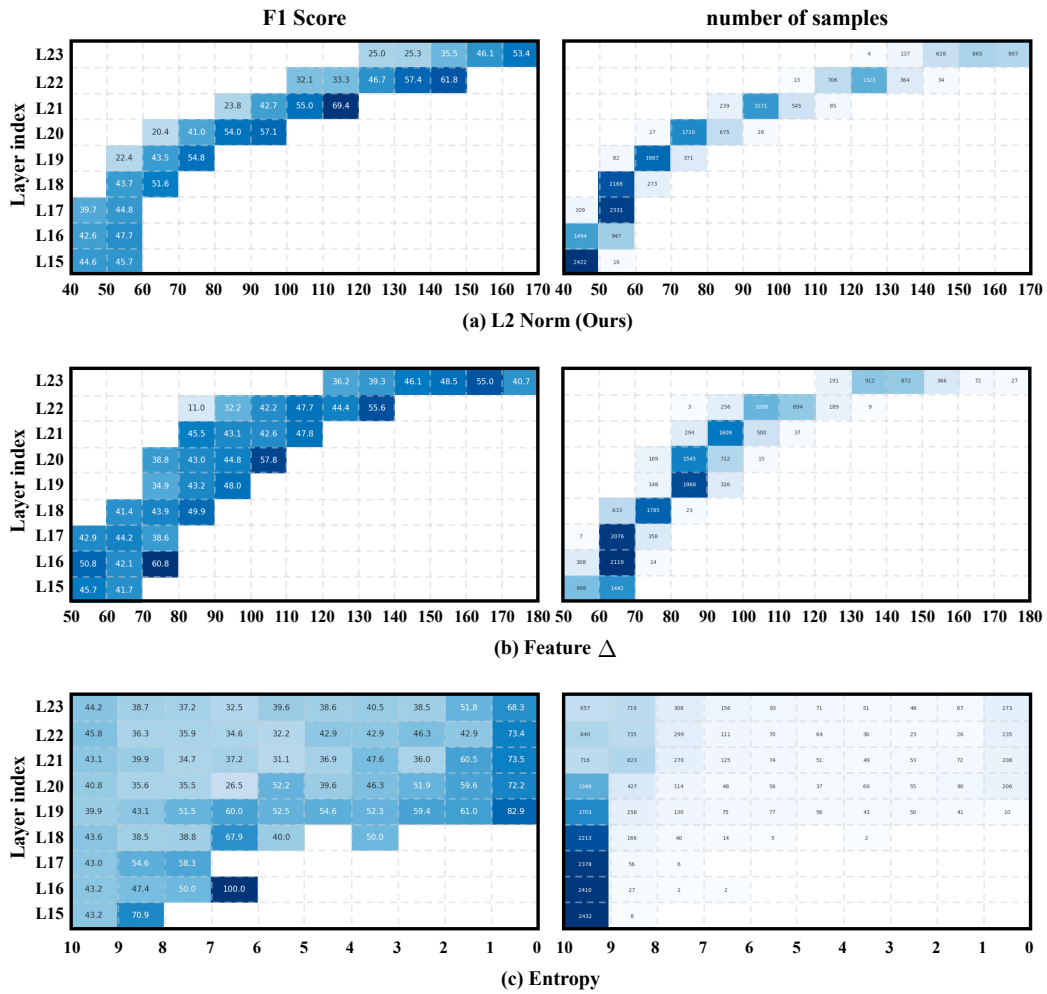 F1 Score
number of samples
Layer index
L23 25.0 25.3 35.5 46.1 53.4
L22 32.1 33.3 46.7 57.4 61.8
L21 23.8 42.7 55.0 69.4
L20 20.4 41.0 54.0 57.1
L19 22.4 43.5 54.8
L18 43.7 51.6
L17 39.7 44.8
L16 42.6 47.7
L15 44.6 45.7
40 50 60 70 80 90 100 110 120 130 140 150 160 170
4 137 628 865 807
13 706 1323 364 34
239 1571 545 85
27 1710 675 28
82 1987 371
2168 273
109 2331
1494 947
2422 19
40 50 60 70 80 90 100 110 120 130 140 150 160 170
(a) L2 Norm (Ours)
Layer index
L23 36.2 39.3 46.1 48.5 55.0 40.7
L22 11.0 32.2 42.2 47.7 44.4 55.6
L21 45.5 43.1 42.6 47.8
L20 38.8 43.0 44.8 57.8
L19 34.9 43.2 48.0
L18 41.4 43.9 49.9
L17 42.9 44.2 38.6
L16 50.8 42.1 60.8
L15 45.7 41.7
50 60 70 80 90 100 110 120 130 140 150 160 170 180
191 912 872 366 72 27
3 256 1090 894 189 9
294 1609 500 37
169 1545 712 15
148 1966 326
633 1785 23
7 2076 358
308 2119 14
999 1442
50 60 70 80 90 100 110 120 130 140 150 160 170 180
(b) Feature Δ
Layer index
L23 44.2 38.7 37.2 32.5 39.6 38.6 40.5 38.5 51.8 68.3
L22 45.8 36.3 35.9 34.6 32.2 42.9 42.9 46.3 42.9 73.4
L21 43.1 39.9 34.7 37.2 31.1 36.9 47.6 36.0 60.5 73.5
L20 40.8 35.6 35.5 26.5 52.2 39.6 46.3 51.9 59.6 72.2
L19 39.9 43.1 51.5 60.0 52.5 54.6 52.3 59.4 61.0 82.9
L18 43.6 38.5 38.8 67.9 40.0 50.0
L17 43.0 54.6 58.3
L16 43.2 47.4 50.0 100.0
L15 43.2 70.9
10 9 8 7 6 5 4 3 2 1 0
657 719 308 156 93 71 51 46 67 273
840 735 299 111 70 64 36 25 26 235
716 823 270 125 74 51 49 53 72 208
1348 427 114 48 56 37 60 55 90 206
1703 256 130 75 77 56 43 50 41 10
2213 166 40 14 5 2
2378 56 6
2410 27 2 2
2432 8
10 9 8 7 6 5 4 3 2 1 0
(c) Entropy